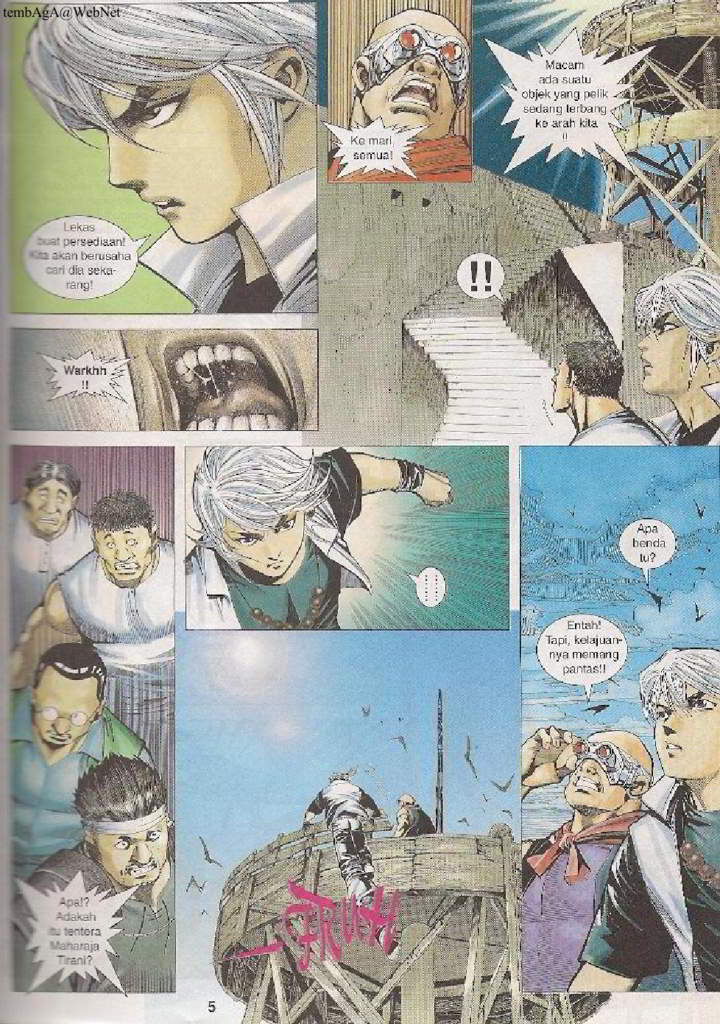 tembAgA@WebNet
Lekas
buat persediaan!
Kita akan berusaha
cari dia seka-
rang!
Ke mari,
semua!
Macam
ada suatu
objek yang pelik
sedang terbang
ke arah kita
!!
!!
Warkhh
!!
Apa!?
Adakah
itu tentera
Maharaja
Tirani?
Apa
benda
tu?
Entah!
Tapi, kelajuan-
nya memang
pantas!!
CTRUH
5